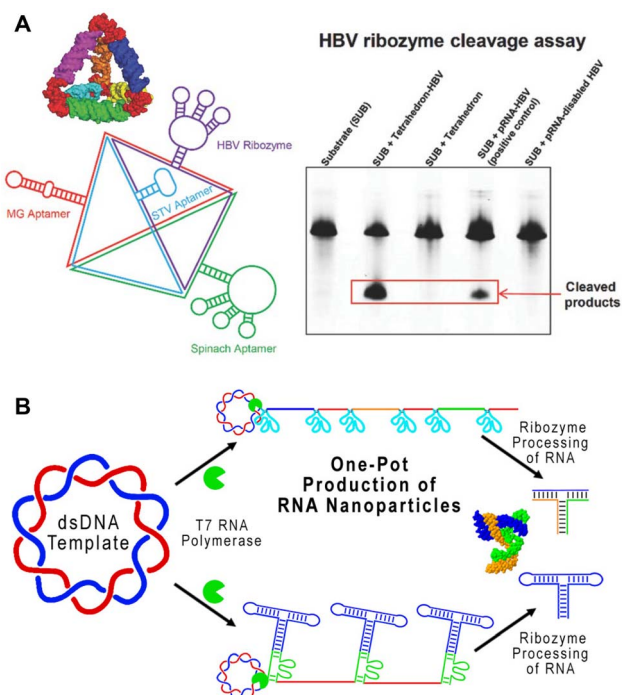 A
HBV Ribozyme
MG Aptamer
STV Aptamer
Spinach Aptamer
HBV ribozyme cleavage assay
Substrate (SUB)
SUB + Tetrahedron-HBV
SUB + Tetrahedron
SUB + pRNA-HBV
(positive control)
SUB + pRNA-disabled HBV
Cleaved
products
B
dsDNA
Template
T7 RNA
Polymerase
One-Pot
Production of
RNA Nanoparticles
Ribozyme
Processing
of RNA
Ribozyme
Processing
of RNA